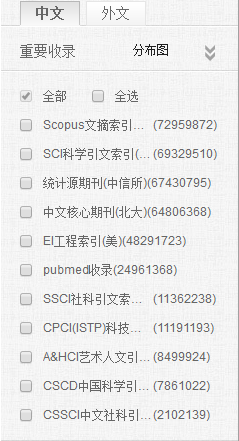 中文 外文
重要收录 分布图
全部 全选
Scopus文摘索引... (72959872)
SCI科学引文索引(... (69329510)
统计源期刊(中信所)(67430795)
中文核心期刊(北大)(64806368)
EI工程索引(美)(48291723)
pubmed收录(24961368)
SSCI社科引文索... (11362238)
CPCI(ISTP)科技... (11191193)
A&HCI艺术人文引... (8499924)
CSCD中国科学引... (7861022)
CSSCI中文社科引... (2102139)